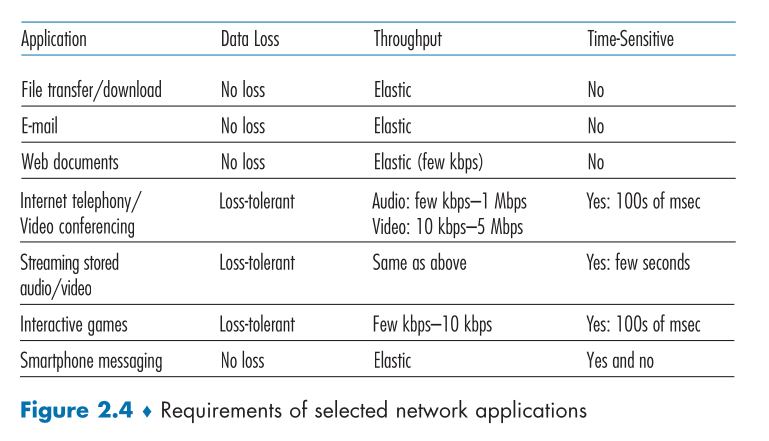 Application Data Loss Throughput Time-Sensitive
File transfer/download No loss Elastic No
E-mail No loss Elastic No
Web documents No loss Elastic (few kbps) No
Internet telephony/ Loss-tolerant Audio: few kbps–1 Mbps Yes: 100s of msec
Video conferencing Video: 10 kbps–5 Mbps
Streaming stored Loss-tolerant Same as above Yes: few seconds
audio/video
Interactive games Loss-tolerant Few kbps–10 kbps Yes: 100s of msec
Smartphone messaging No loss Elastic Yes and no
Figure 2.4 ♦ Requirements of selected network applications